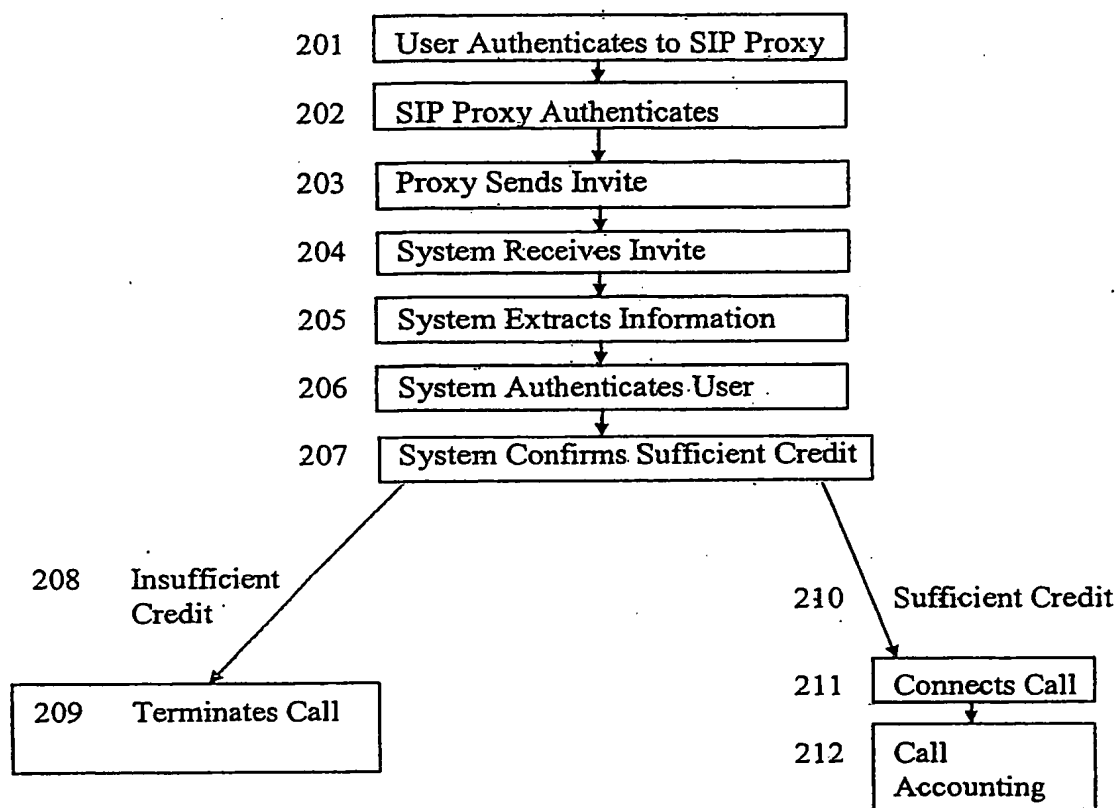 201 User Authenticates to SIP Proxy
202 SIP Proxy Authenticates
203 Proxy Sends Invite
204 System Receives Invite
205 System Extracts Information
206 System Authenticates User
207 System Confirms Sufficient Credit
208 Insufficient
Credit
210 Sufficient Credit
209 Terminates Call
211 Connects Call
212 Call
Accounting